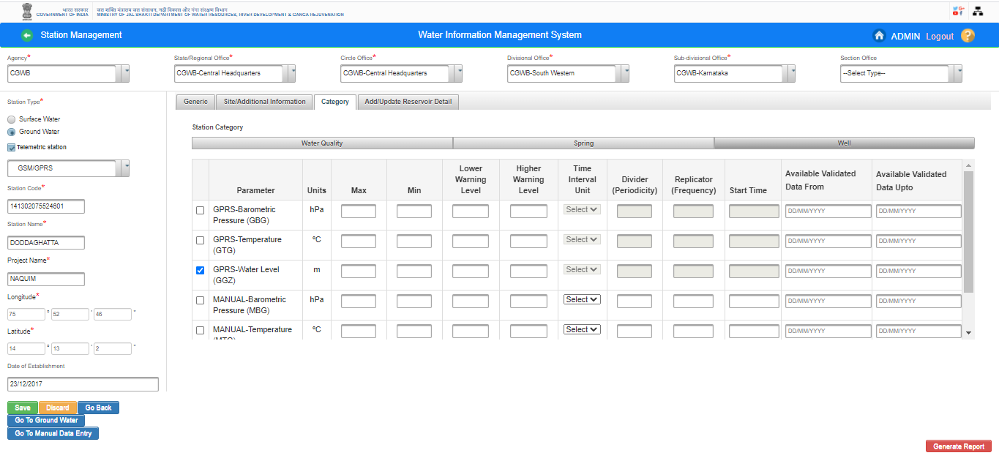 भारत सरकार
GOVERNMENT OF INDIA
जल शक्ति मंत्रालय जल संसाधन, नदी विकास और गंगा संरक्षण विभाग
MINISTRY OF JAL SHAKTI DEPARTMENT OF WATER RESOURCES, RIVER DEVELOPMENT & GANGA REJUVENATION
Station Management
Water Information Management System
ADMIN Logout ?
Agency* State/Regional Office* Circle Office* Divisional Office* Sub-divisional Office* Section Office
CGWB CGWB-Central Headquarters CGWB-Central Headquarters CGWB-South Western CGWB-Karnataka --Select Type--
Station Type*
Surface Water
Ground Water
Telemetric station
GSM/GPRS
Station Code*
141302075524601
Station Name*
DODDAGHATTA
Project Name*
NAQUIM
Longitude*
75 ° 52 ' 46 "
Latitude*
14 ° 13 ' 2 "
Date of Establishment
23/12/2017
Save Discard Go Back
Go To Ground Water
Go To Manual Data Entry
Generic Site/Additional Information Category Add/Update Reservoir Detail
Station Category
Water Quality Spring Well
Parameter Units Max Min Lower Warning Level Higher Warning Level Time Interval Unit Divider (Periodicity) Replicator (Frequency) Start Time Available Validated Data From Available Validated Data Upto
GPRS-Barometric hPa Select DD/MM/YYYY DD/MM/YYYY
Pressure (GBG)
GPRS-Temperature ºC Select DD/MM/YYYY DD/MM/YYYY
(GTG)
GPRS-Water Level m Select DD/MM/YYYY DD/MM/YYYY
(GGZ)
MANUAL-Barometric hPa Select DD/MM/YYYY DD/MM/YYYY
Pressure (MBG)
MANUAL-Temperature ºC Select DD/MM/YYYY DD/MM/YYYY
Generate Report